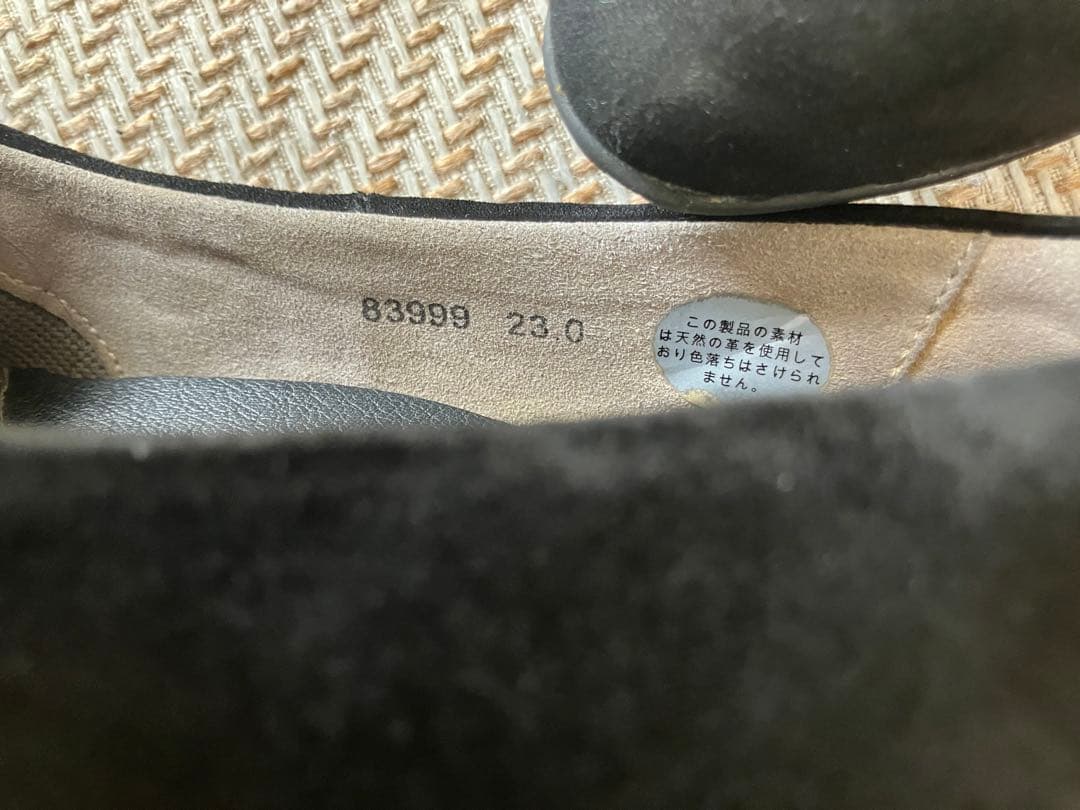 83999 23.0
この製品の素材
は天然の革を使用して
おり色落ちはさけられ
ません。